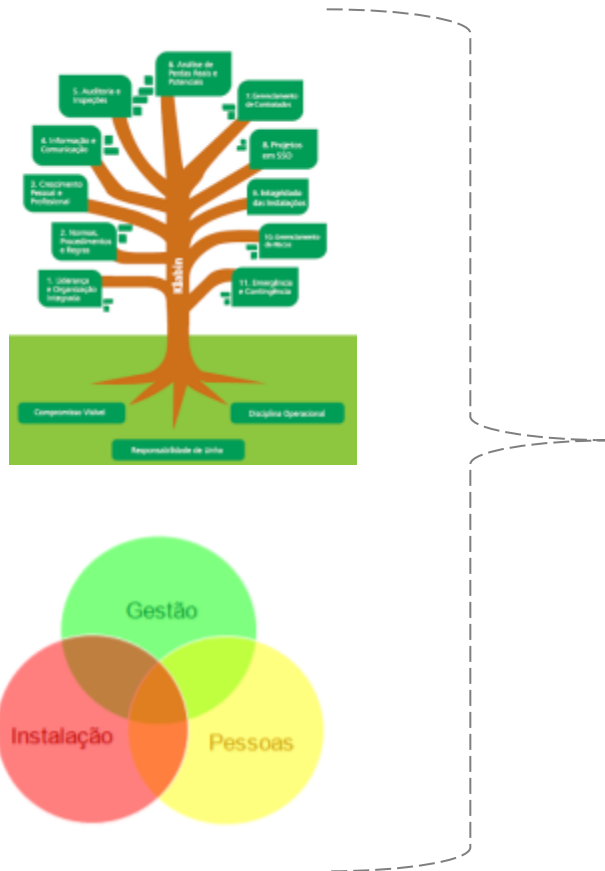 6. Análise de
Perdas Reais e
Potenciais
5. Auditoria e
Inspeções
7. Gerenciamento
de Contratados
4. Informação e
Comunicação
8. Projetos
em SSO
3. Crescimento
Pessoal e
Profissional
9. Integridade
das Instalações
2. Normas,
Procedimentos
e Regras
10. Gerenciamento
de Riscos
1. Liderança
e Organização
Integrada
11. Emergência
e Contingência
Klabin
Compromisso Visível
Disciplina Operacional
Responsabilidade de Linha
Gestão
Instalação
Pessoas